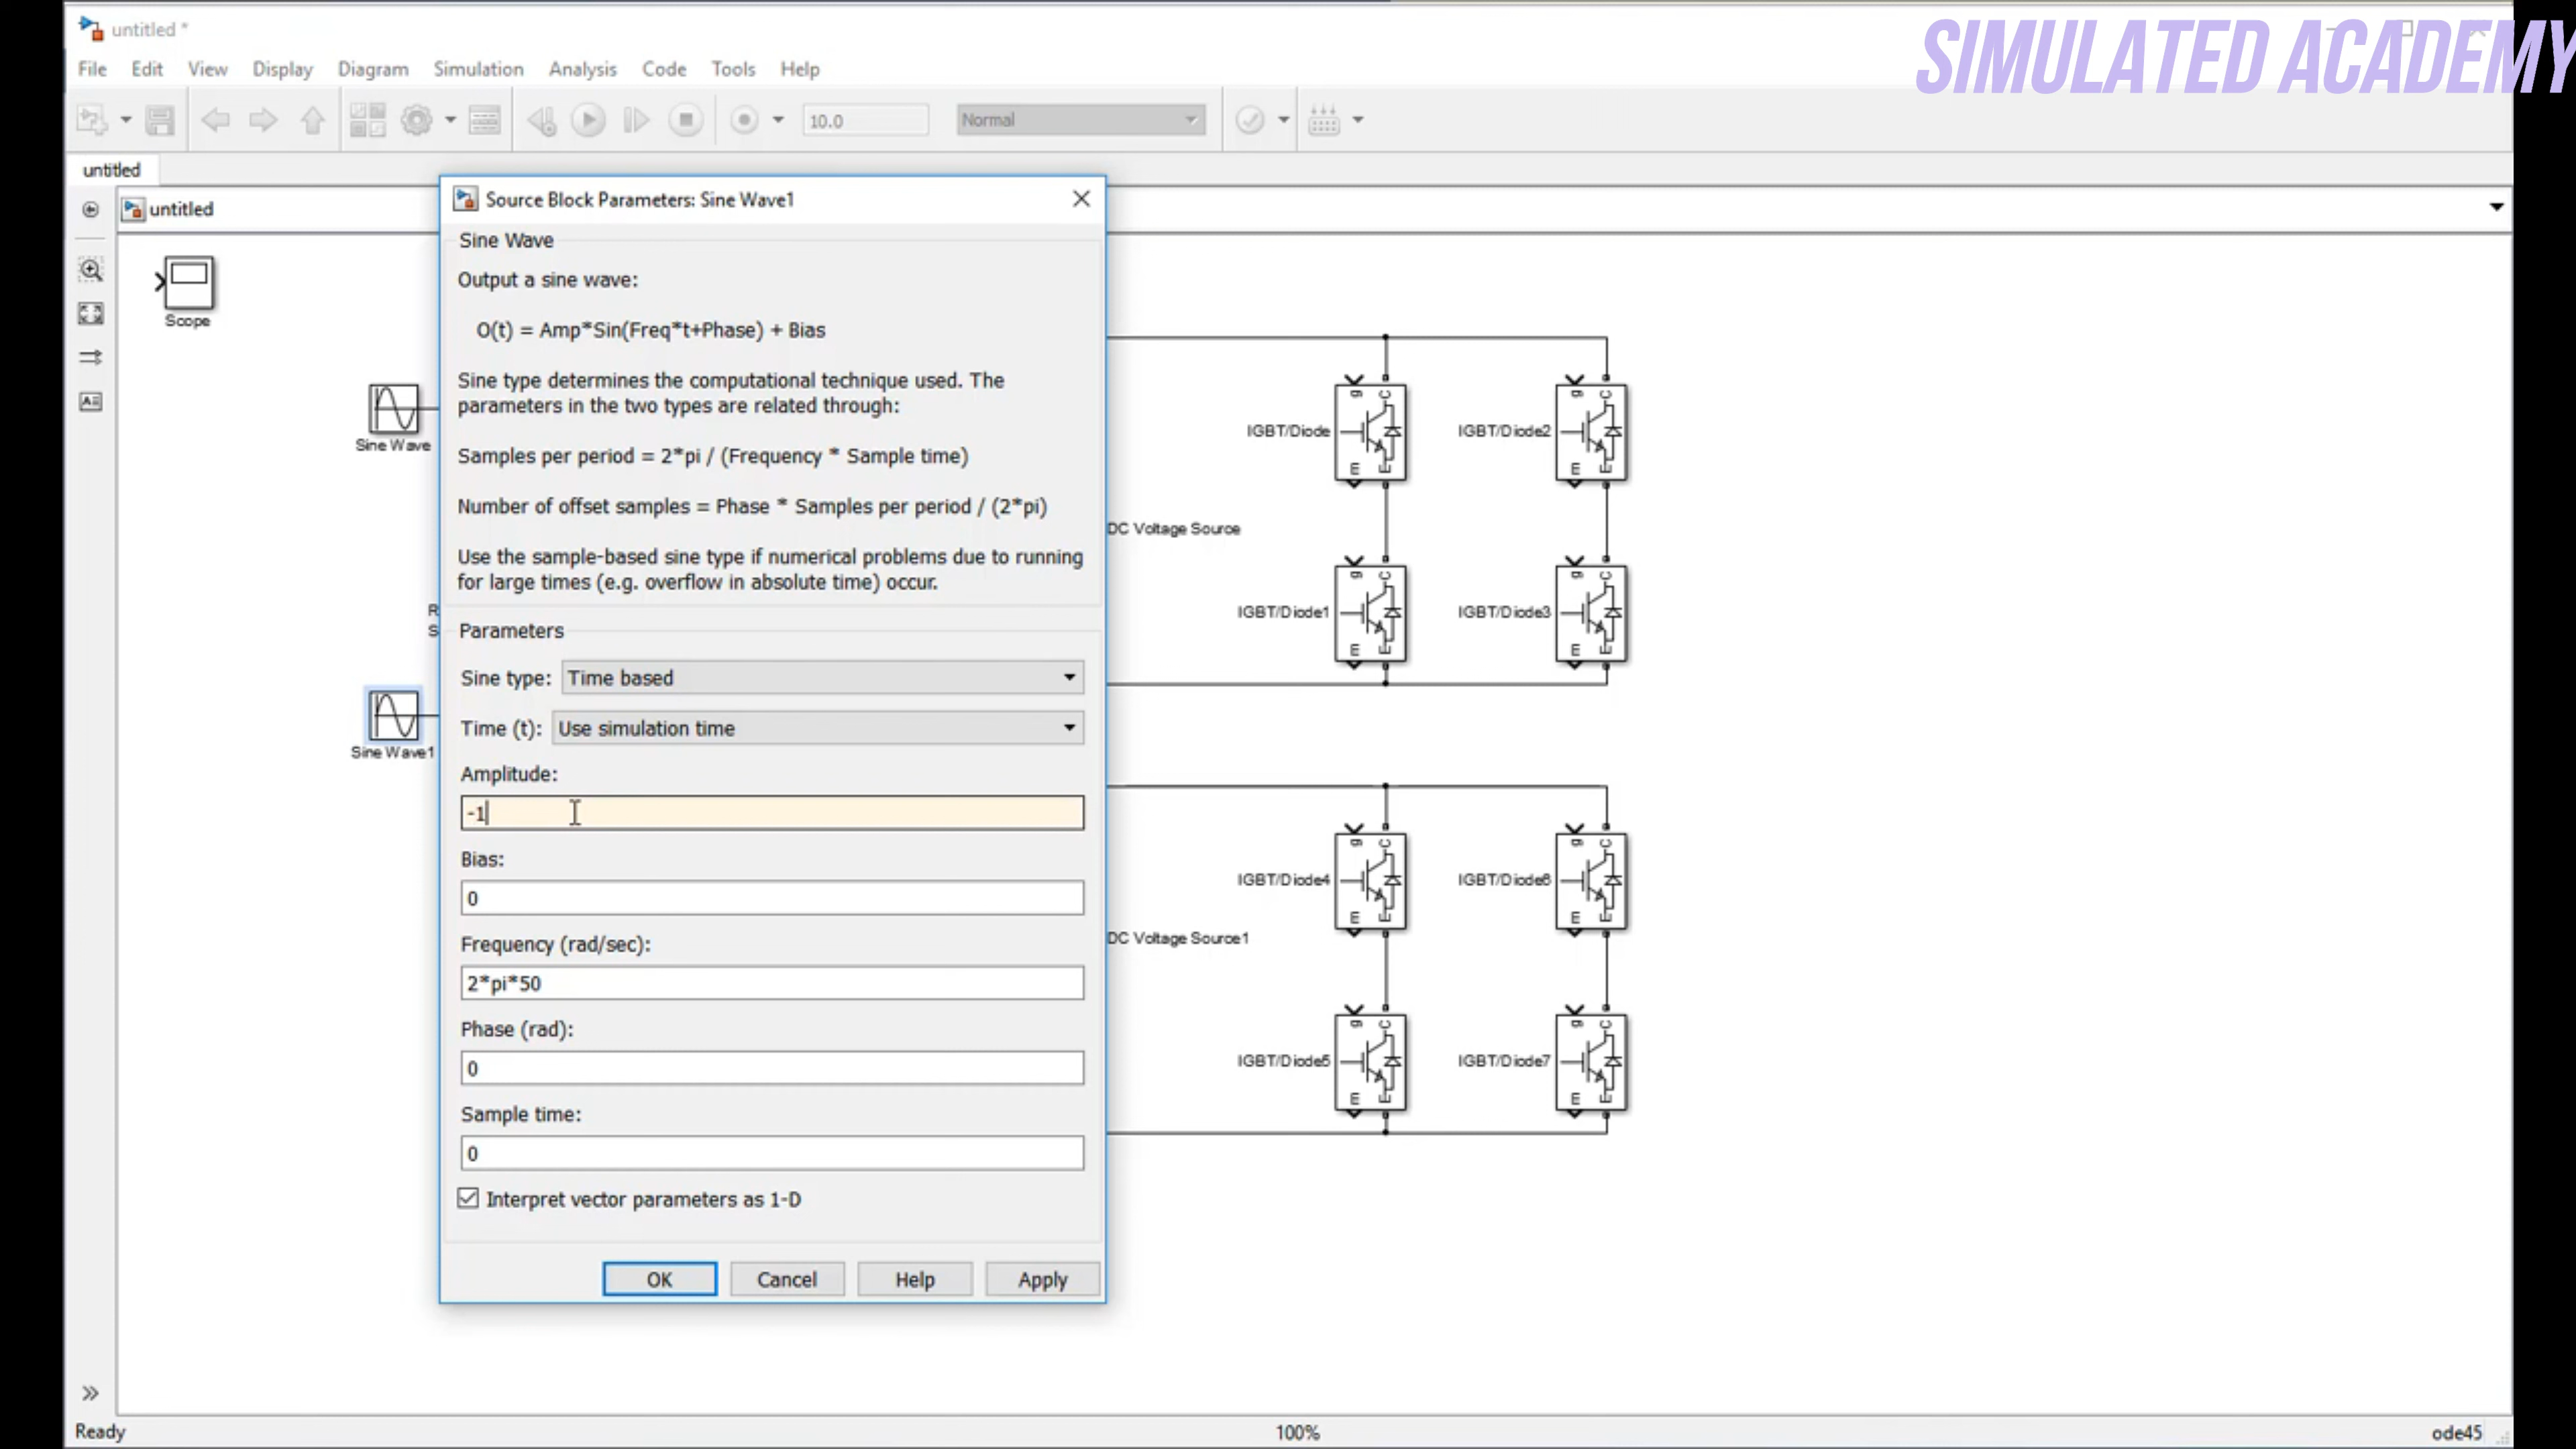 untitled *
SIMULATED ACADEMY
File Edit View Display Diagram Simulation Analysis Code Tools Help
10.0
Normal
untitled
untitled
Source Block Parameters: Sine Wave1
Sine Wave
Output a sine wave:
O(t) = Amp*Sin(Freq*t+Phase) + Bias
Sine type determines the computational technique used. The
parameters in the two types are related through:
Samples per period = 2*pi / (Frequency * Sample time)
Number of offset samples = Phase * Samples per period / (2*pi)
Use the sample-based sine type if numerical problems due to running
for large times (e.g. overflow in absolute time) occur.
Parameters
Sine type: Time based
Time (t): Use simulation time
Amplitude:
-1
Bias:
0
Frequency (rad/sec):
2*pi*50
Phase (rad):
0
Sample time:
0
Interpret vector parameters as 1-D
OK Cancel Help Apply
Scope
Sine Wave
R
S
Sine Wave1
g C
IGBT/Diode
m E
g C
IGBT/Diode2
m E
DC Voltage Source
g C
IGBT/Diode1
m E
g C
IGBT/Diode3
m E
g C
IGBT/Diode4
m E
g C
IGBT/Diode6
m E
DC Voltage Source1
g C
IGBT/Diode5
m E
g C
IGBT/Diode7
m E
Ready
100%
ode45